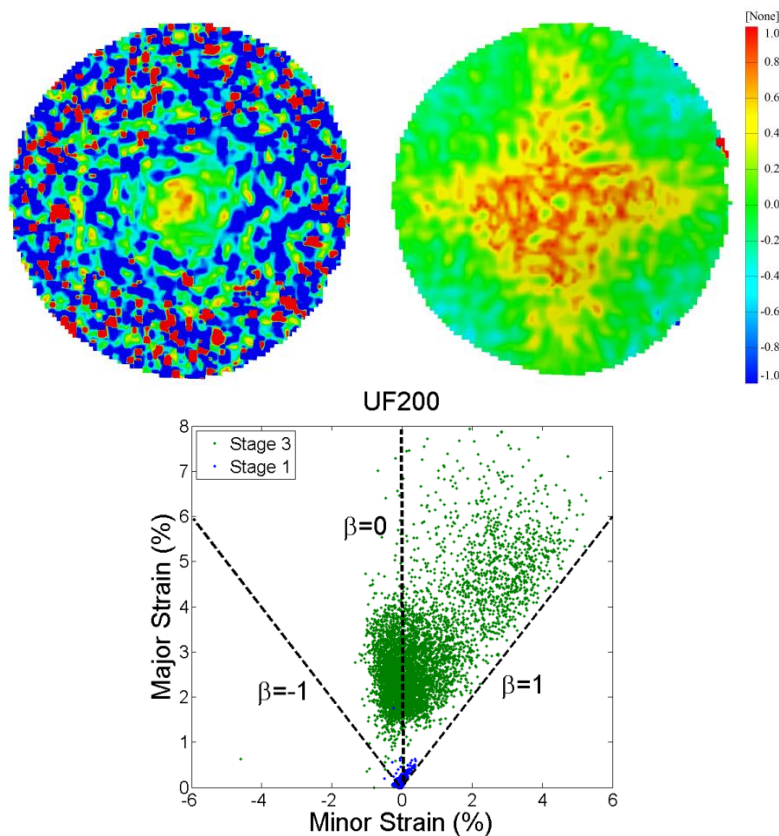 [None]
1.0
0.8
0.6
0.4
0.2
0.0
-0.2
-0.4
-0.6
-0.8
-1.0
UF200
8
7
6
5
4
3
2
1
0
Major Strain (%)
Stage 3
Stage 1
β=0
β=-1
β=1
-6 -4 -2 0 2 4 6
Minor Strain (%)